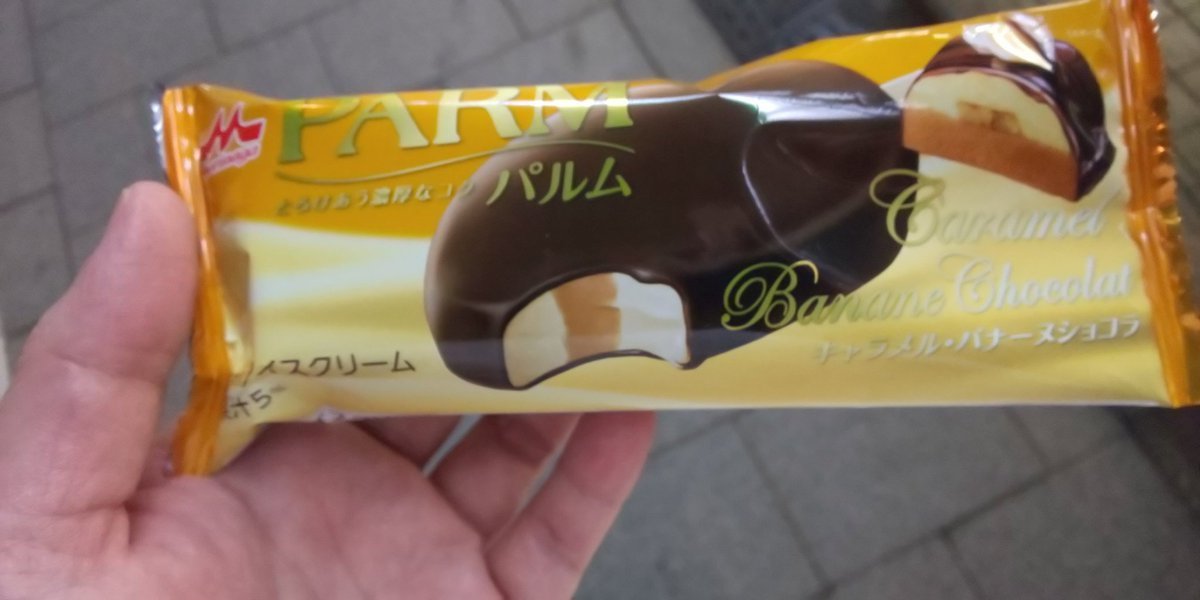 PARM
とろけあう濃厚なコク パルム
Caramel
Banane Chocolat
キャラメル・バナーヌショコラ
アイスクリーム